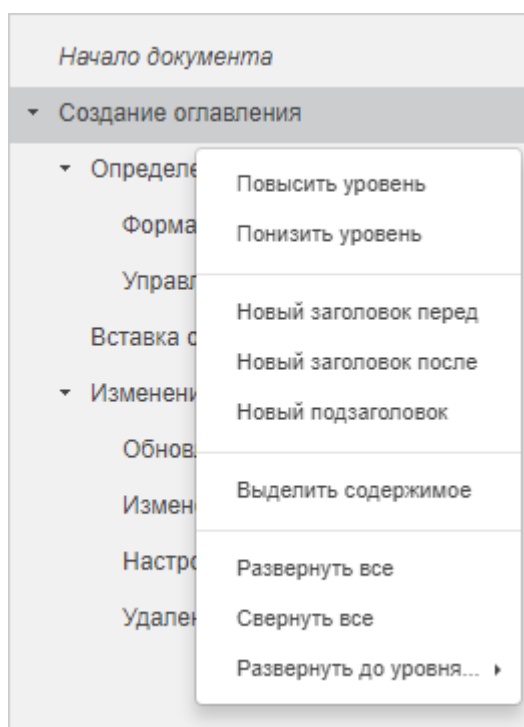 Начало документа
Создание оглавления
Повысить уровень
Понизить уровень
Новый заголовок перед
Вставка
Новый заголовок после
Новый подзаголовок
Выделить содержимое
Развернуть все
Свернуть все
Развернуть до уровня...